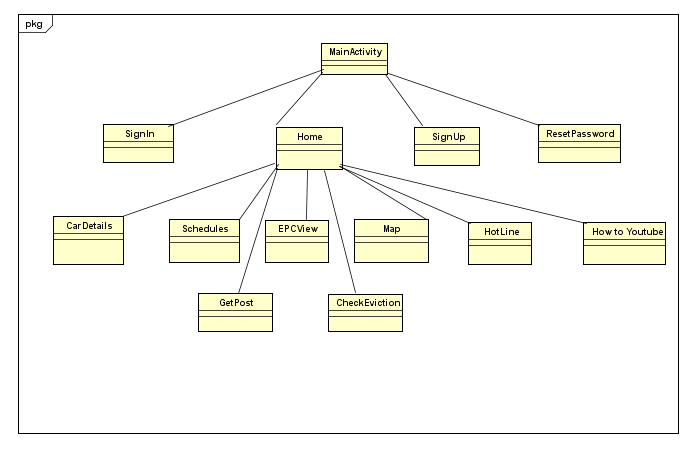 pkg
MainActivity
SignIn
Home
SignUp
ResetPassword
CarDetails
Schedules
EPCView
Map
HotLine
How to Youtube
GetPost
CheckEviction